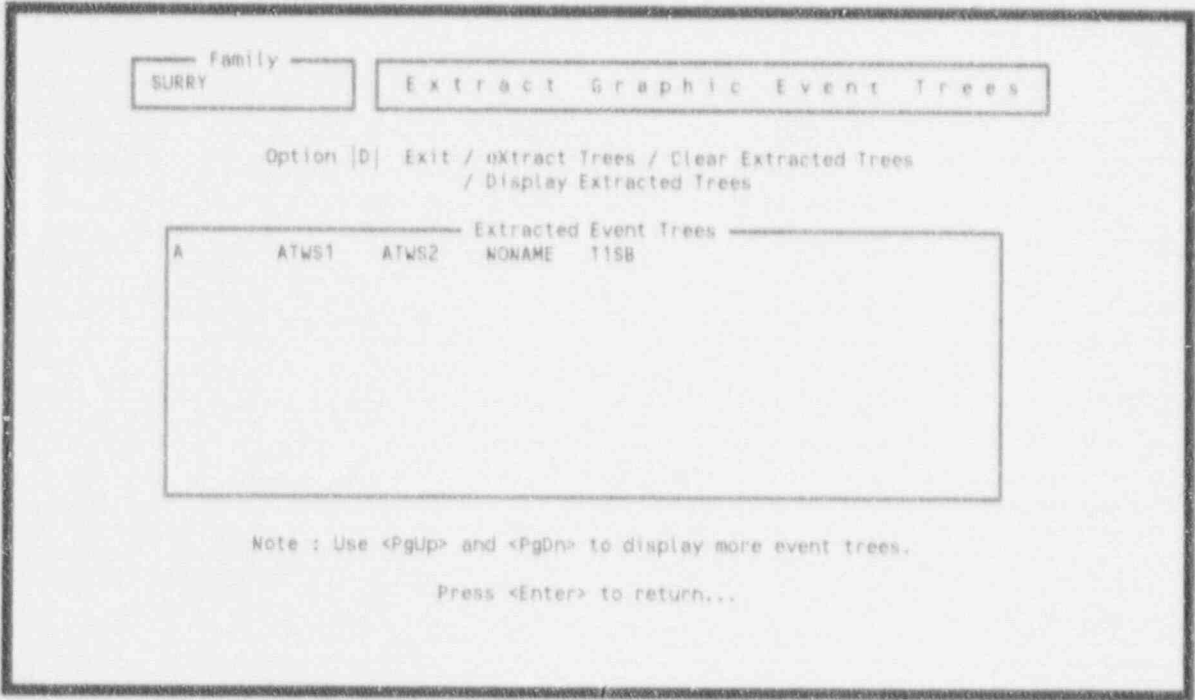 Family
SURRY
Extract Graphic Event Trees
Option |D| Exit / eXtract Trees / Clear Extracted Trees
/ Display Extracted Trees
Extracted Event Trees
A ATWS1 ATWS2 NONAME T1SB
Note : Use <PgUp> and <PgDn> to display more event trees.
Press <Enter> to return...